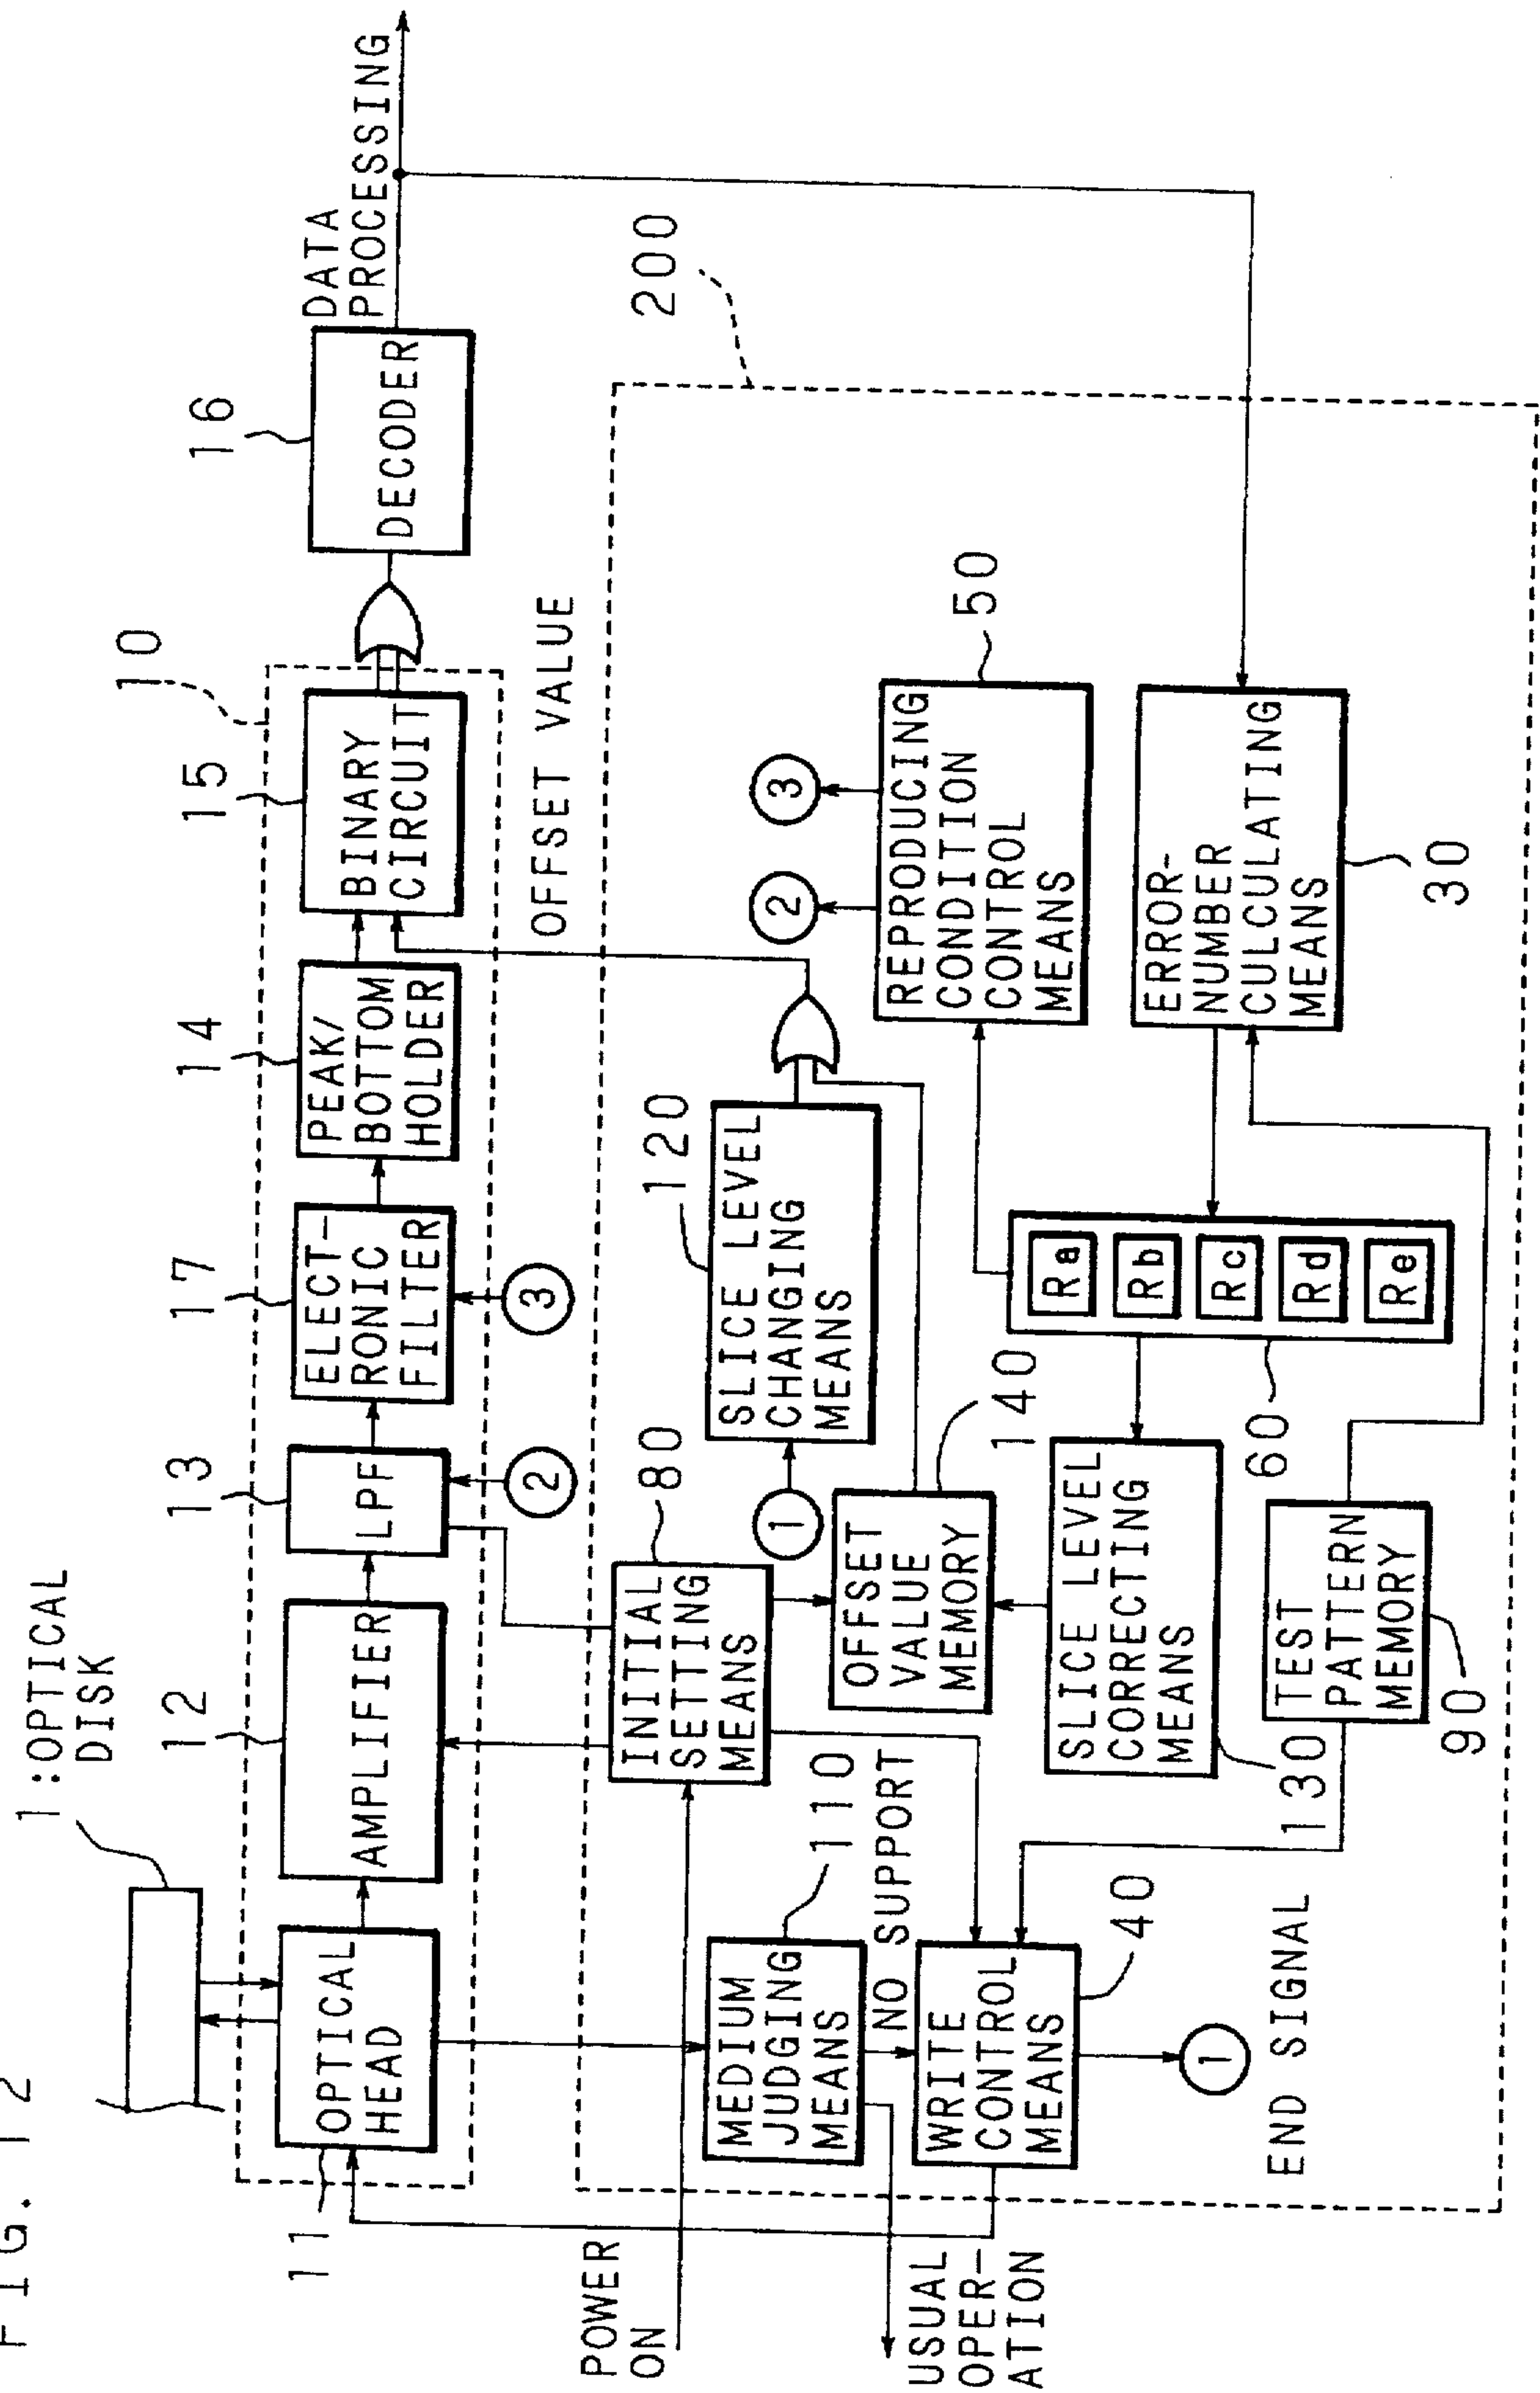 FIG. 12
1:OPTICAL
DISK
10
11
OPTICAL
HEAD
12
AMPLIFIER
13
LPF
17
ELECT-
RONIC
FILTER
14
PEAK/
BOTTOM
HOLDER
15
BINARY
CIRCUIT
16
DECODER
DATA
PROCESSING
2
3
OFFSET VALUE
200
POWER
ON
80
INITIAL
SETTING
MEANS
110
MEDIUM
JUDGING
MEANS
NO SUPPORT
USUAL
OPER-
ATION
40
WRITE
CONTROL
MEANS
1
END SIGNAL
1
120
SLICE LEVEL
CHANGING
MEANS
140
OFFSET
VALUE
MEMORY
130
SLICE LEVEL
CORRECTING
MEANS
90
TEST
PATTERN
MEMORY
60
Ra
Rb
Rc
Rd
Re
2
3
50
REPRODUCING
CONDITION
CONTROL
MEANS
30
ERROR-
NUMBER
CULCULATING
MEANS